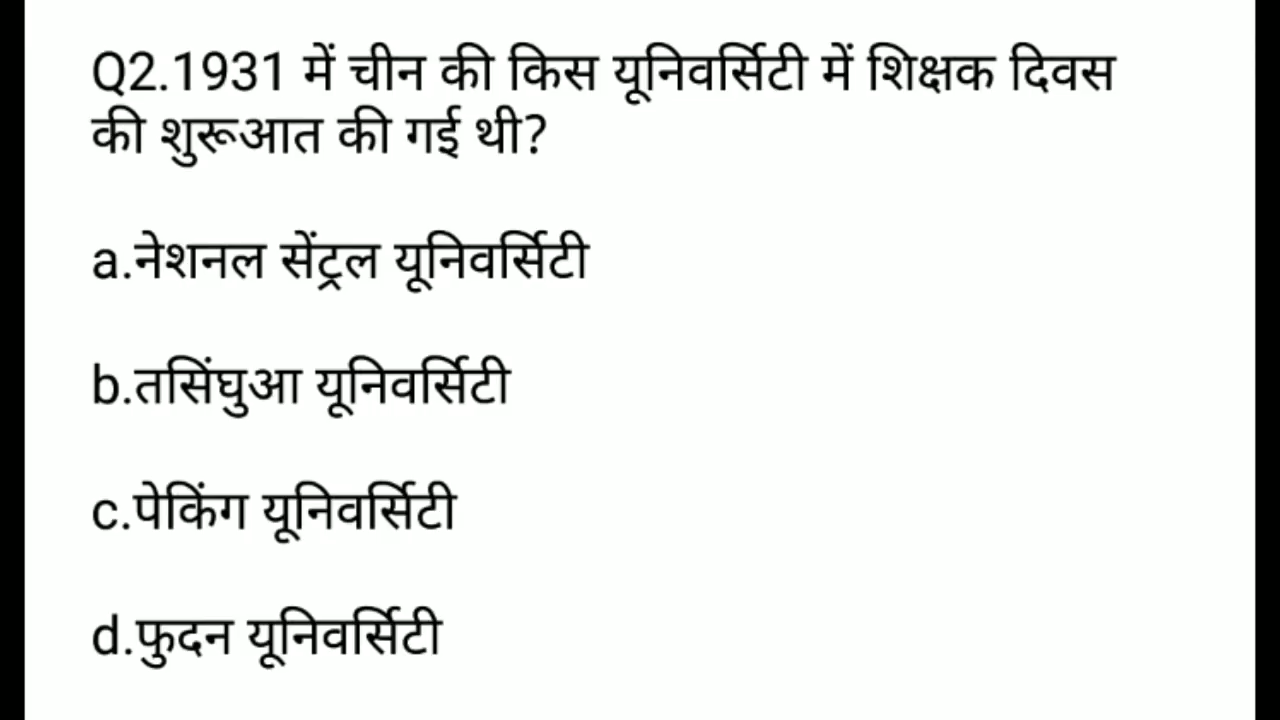 Q2.1931 में चीन की किस यूनिवर्सिटी में शिक्षक दिवस
की शुरूआत की गई थी?
a.नेशनल सेंट्रल यूनिवर्सिटी
b.तसिंघुआ यूनिवर्सिटी
c.पेकिंग यूनिवर्सिटी
d.फुदन यूनिवर्सिटी